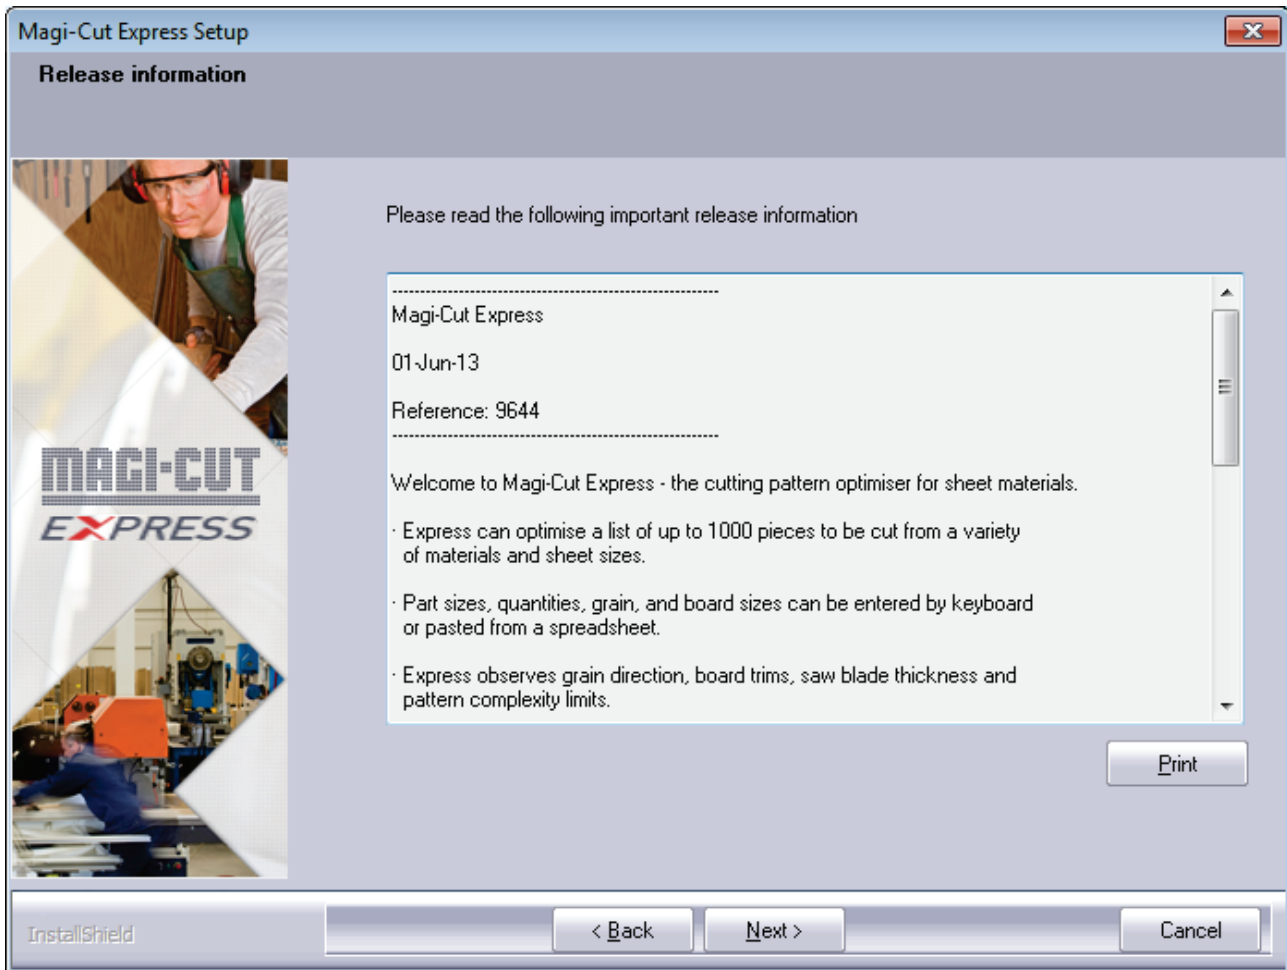 Magi-Cut Express Setup
Release information
Please read the following important release information
--------------------------------------------------------
Magi-Cut Express
01-Jun-13
Reference: 9644
--------------------------------------------------------
Welcome to Magi-Cut Express - the cutting pattern optimiser for sheet materials.
· Express can optimise a list of up to 1000 pieces to be cut from a variety
of materials and sheet sizes.
· Part sizes, quantities, grain, and board sizes can be entered by keyboard
or pasted from a spreadsheet.
· Express observes grain direction, board trims, saw blade thickness and
pattern complexity limits.
MAGI-CUT
EXPRESS
Print
InstallShield
< Back
Next >
Cancel